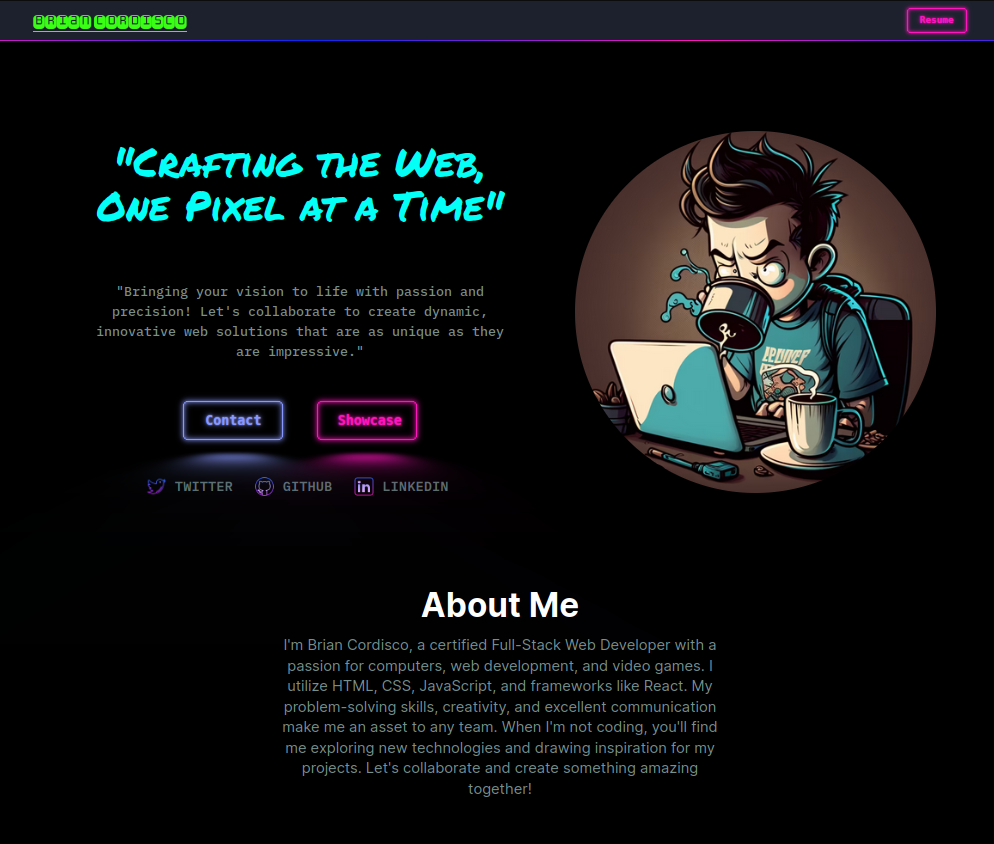 BRIAN CORDISCO
Resume
"Crafting the Web,
One Pixel at a Time"
"Bringing your vision to life with passion and
precision! Let's collaborate to create dynamic,
innovative web solutions that are as unique as they
are impressive."
Contact
Showcase
TWITTER
GITHUB
LINKEDIN
About Me
I'm Brian Cordisco, a certified Full-Stack Web Developer with a
passion for computers, web development, and video games. I
utilize HTML, CSS, JavaScript, and frameworks like React. My
problem-solving skills, creativity, and excellent communication
make me an asset to any team. When I'm not coding, you'll find
me exploring new technologies and drawing inspiration for my
projects. Let's collaborate and create something amazing
together!